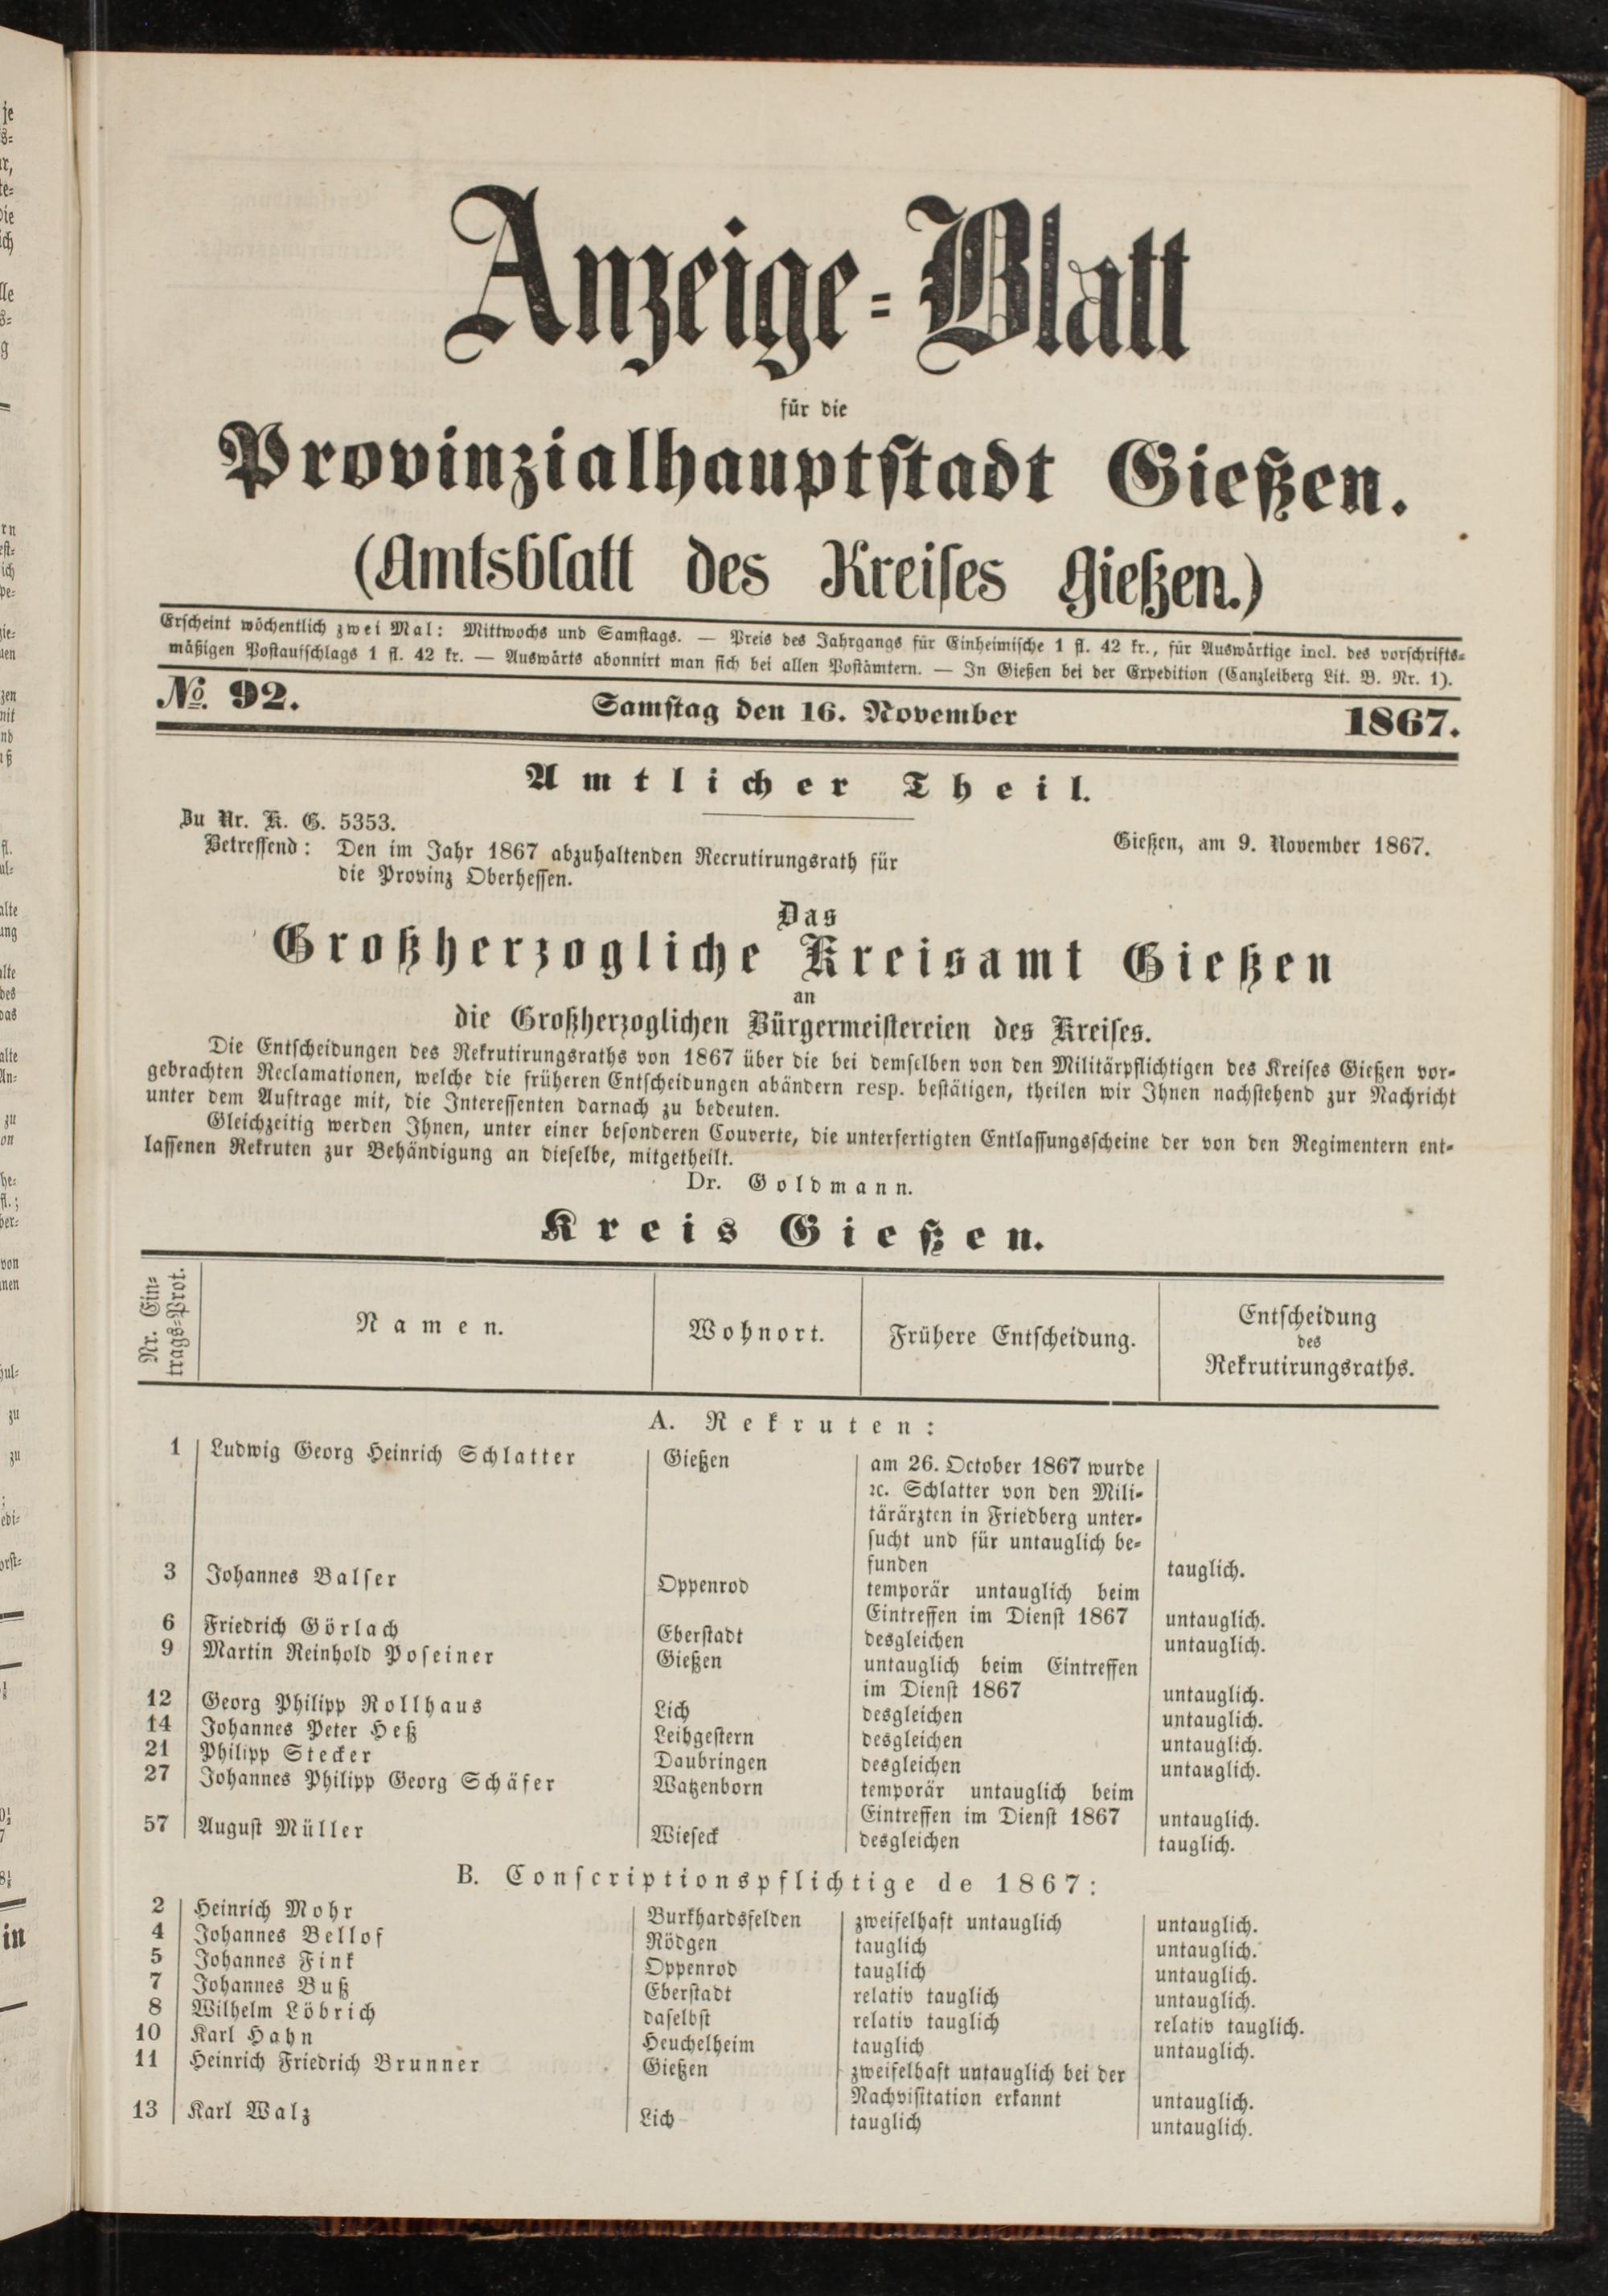 Anzeige-Blatt
für die
Provinzialhauptstadt Gießen.
(Amtsblatt des Kreises Gießen.)
Erscheint wöchentlich zwei Mal: Mittwochs und Samstags. — Preis des Jahrgangs für Einheimische 1 fl. 42 kr., für Auswärtige incl. des vorschrifts-
mäßigen Postaufschlags 1 fl. 42 kr. — Auswärts abonnirt man sich bei allen Postämtern. — In Gießen bei der Expedition (Canzleiberg Lit. B. Nr. 1).
No. 92. Samstag den 16. November 1867.
Amtlicher Theil.
Zu Nr. K. G. 5353.
Gießen, am 9. November 1867.
Betreffend: Den im Jahr 1867 abzuhaltenden Recrutirungsrath für
die Provinz Oberhessen.
Das
Großherzogliche Kreisamt Gießen
an
die Großherzoglichen Bürgermeistereien des Kreises.
Die Entscheidungen des Rekrutirungsraths von 1867 über die bei demselben von den Militärpflichtigen des Kreises Gießen vor-
gebrachten Reclamationen, welche die früheren Entscheidungen abändern resp. bestätigen, theilen wir Ihnen nachstehend zur Nachricht
unter dem Auftrage mit, die Interessenten darnach zu bedeuten.
Gleichzeitig werden Ihnen, unter einer besonderen Couverte, die unterfertigten Entlassungsscheine der von den Regimentern ent-
lassenen Rekruten zur Behändigung an dieselbe, mitgetheilt.
Dr. Goldmann.
Kreis Gießen.
Nr. Ein-
trags-Prot.
Namen.
Wohnort.
Frühere Entscheidung.
Entscheidung
des
Rekrutirungsraths.
A. Rekruten:
1 Ludwig Georg Heinrich Schlatter Gießen am 26. October 1867 wurde
ꝛc. Schlatter von den Mili-
tärärzten in Friedberg unter-
sucht und für untauglich be-
funden tauglich.
3 Johannes Balser Oppenrod temporär untauglich beim
Eintreffen im Dienst 1867 untauglich.
6 Friedrich Görlach Eberstadt desgleichen untauglich.
9 Martin Reinhold Poseiner Gießen untauglich beim Eintreffen
im Dienst 1867 untauglich.
12 Georg Philipp Rollhaus Lich desgleichen untauglich.
14 Johannes Peter Heß Leihgestern desgleichen untauglich.
21 Philipp Stecker Daubringen desgleichen untauglich.
27 Johannes Philipp Georg Schäfer Watzenborn temporär untauglich beim
Eintreffen im Dienst 1867 untauglich.
57 August Müller Wieseck desgleichen tauglich.
B. Conscriptionspflichtige de 1867:
2 Heinrich Mohr Burkhardsfelden zweifelhaft untauglich untauglich.
4 Johannes Bellof Rödgen tauglich untauglich.
5 Johannes Fink Oppenrod tauglich untauglich.
7 Johannes Buß Eberstadt relativ tauglich untauglich.
8 Wilhelm Löbrich daselbst relativ tauglich relativ tauglich.
10 Karl Hahn Heuchelheim tauglich untauglich.
11 Heinrich Friedrich Brunner Gießen zweifelhaft untauglich bei der
Nachvisitation erkannt untauglich.
13 Karl Walz Lich tauglich untauglich.